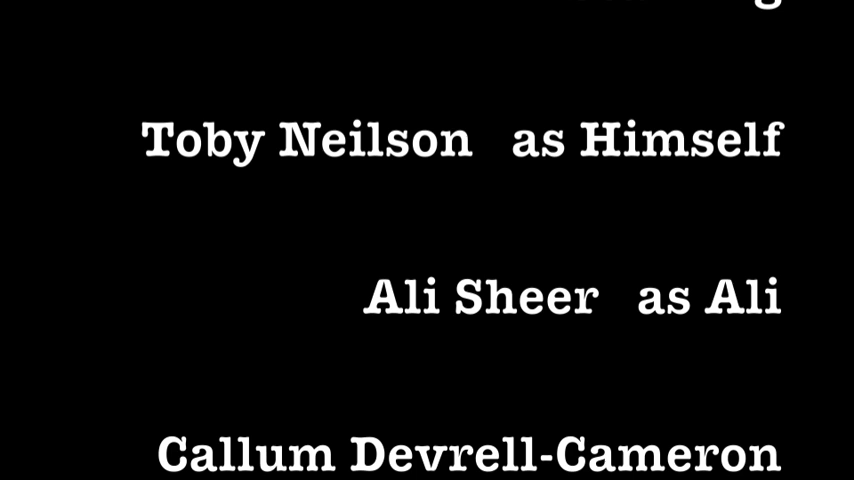 Toby Neilson as Himself
Ali Sheer as Ali
Callum Devrell-Cameron